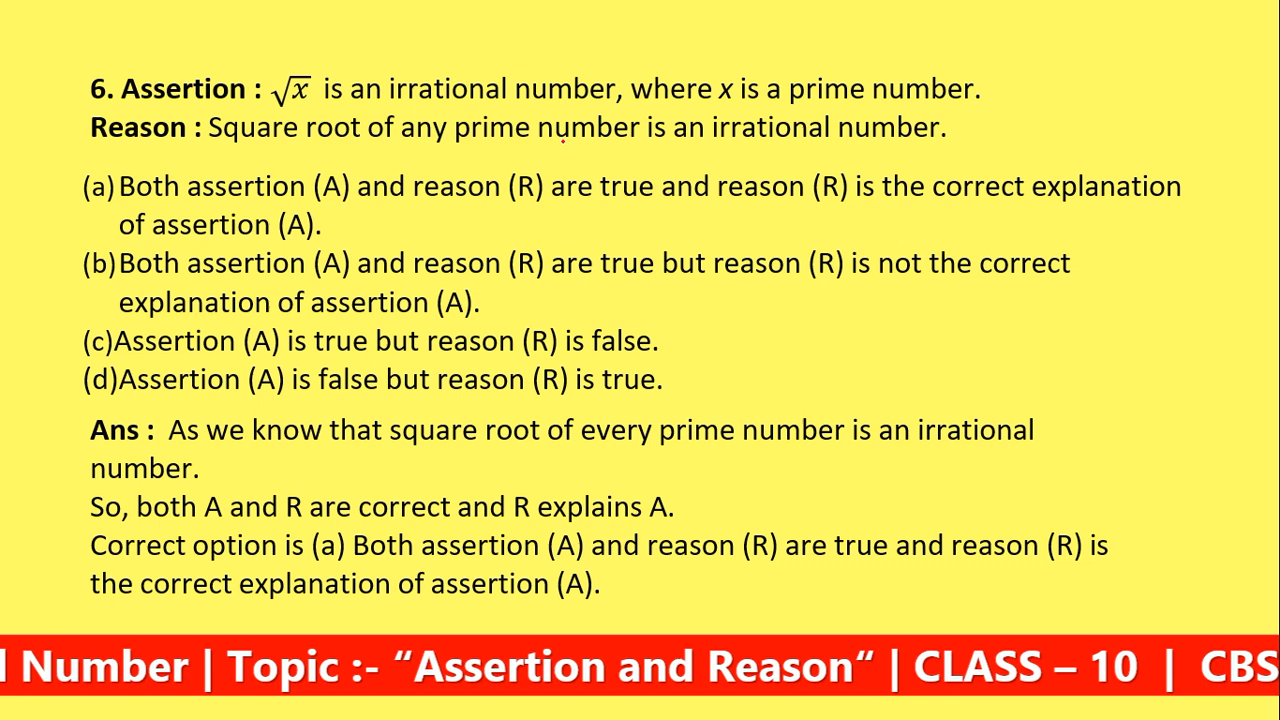 6. Assertion : √x is an irrational number, where x is a prime number.
Reason : Square root of any prime number is an irrational number.
(a) Both assertion (A) and reason (R) are true and reason (R) is the correct explanation
of assertion (A).
(b) Both assertion (A) and reason (R) are true but reason (R) is not the correct
explanation of assertion (A).
(c)Assertion (A) is true but reason (R) is false.
(d)Assertion (A) is false but reason (R) is true.
Ans : As we know that square root of every prime number is an irrational
number.
So, both A and R are correct and R explains A.
Correct option is (a) Both assertion (A) and reason (R) are true and reason (R) is
the correct explanation of assertion (A).
l Number | Topic :- “Assertion and Reason“ | CLASS – 10 | CBS